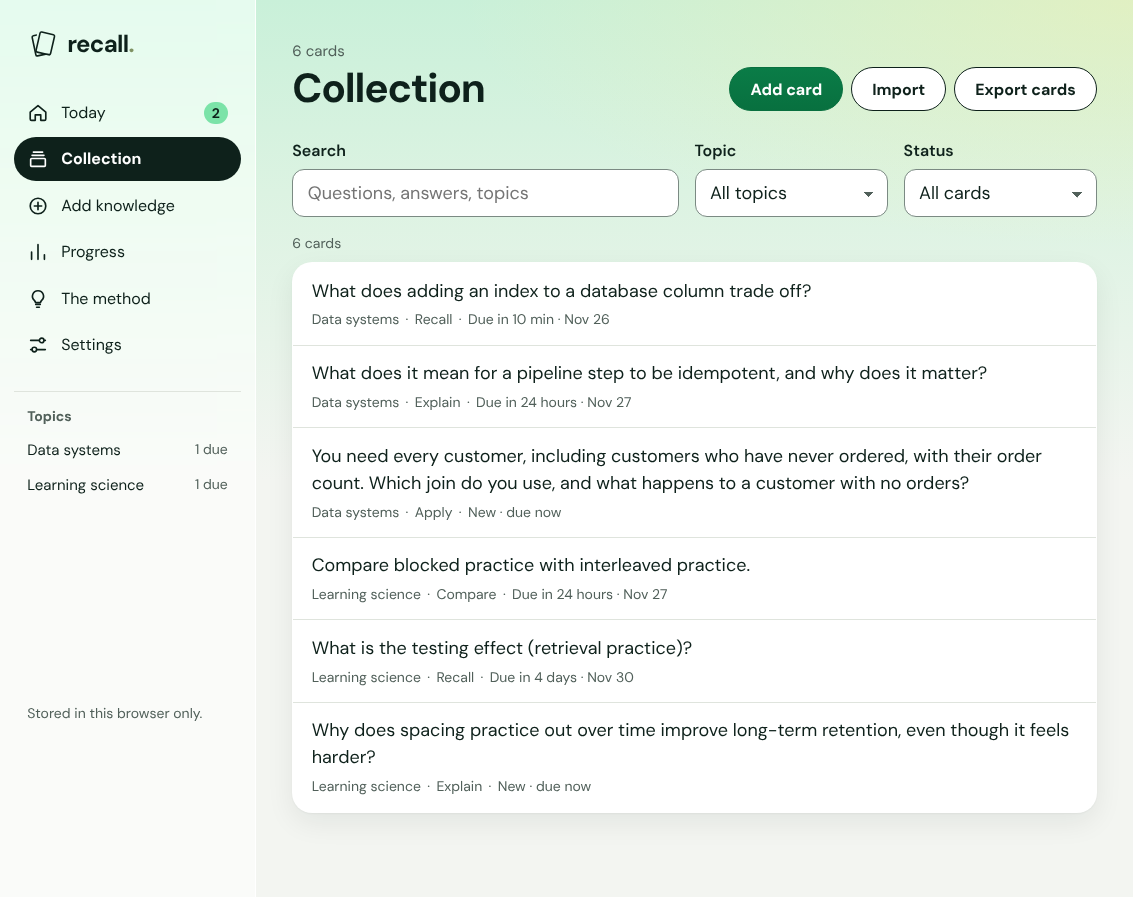 recall.
Today 2
Collection
Add knowledge
Progress
The method
Settings
Topics
Data systems 1 due
Learning science 1 due
Stored in this browser only.
6 cards
Collection
Add card Import Export cards
Search Topic Status
Questions, answers, topics All topics All cards
6 cards
What does adding an index to a database column trade off?
Data systems · Recall · Due in 10 min · Nov 26
What does it mean for a pipeline step to be idempotent, and why does it matter?
Data systems · Explain · Due in 24 hours · Nov 27
You need every customer, including customers who have never ordered, with their order
count. Which join do you use, and what happens to a customer with no orders?
Data systems · Apply · New · due now
Compare blocked practice with interleaved practice.
Learning science · Compare · Due in 24 hours · Nov 27
What is the testing effect (retrieval practice)?
Learning science · Recall · Due in 4 days · Nov 30
Why does spacing practice out over time improve long-term retention, even though it feels
harder?
Learning science · Explain · New · due now